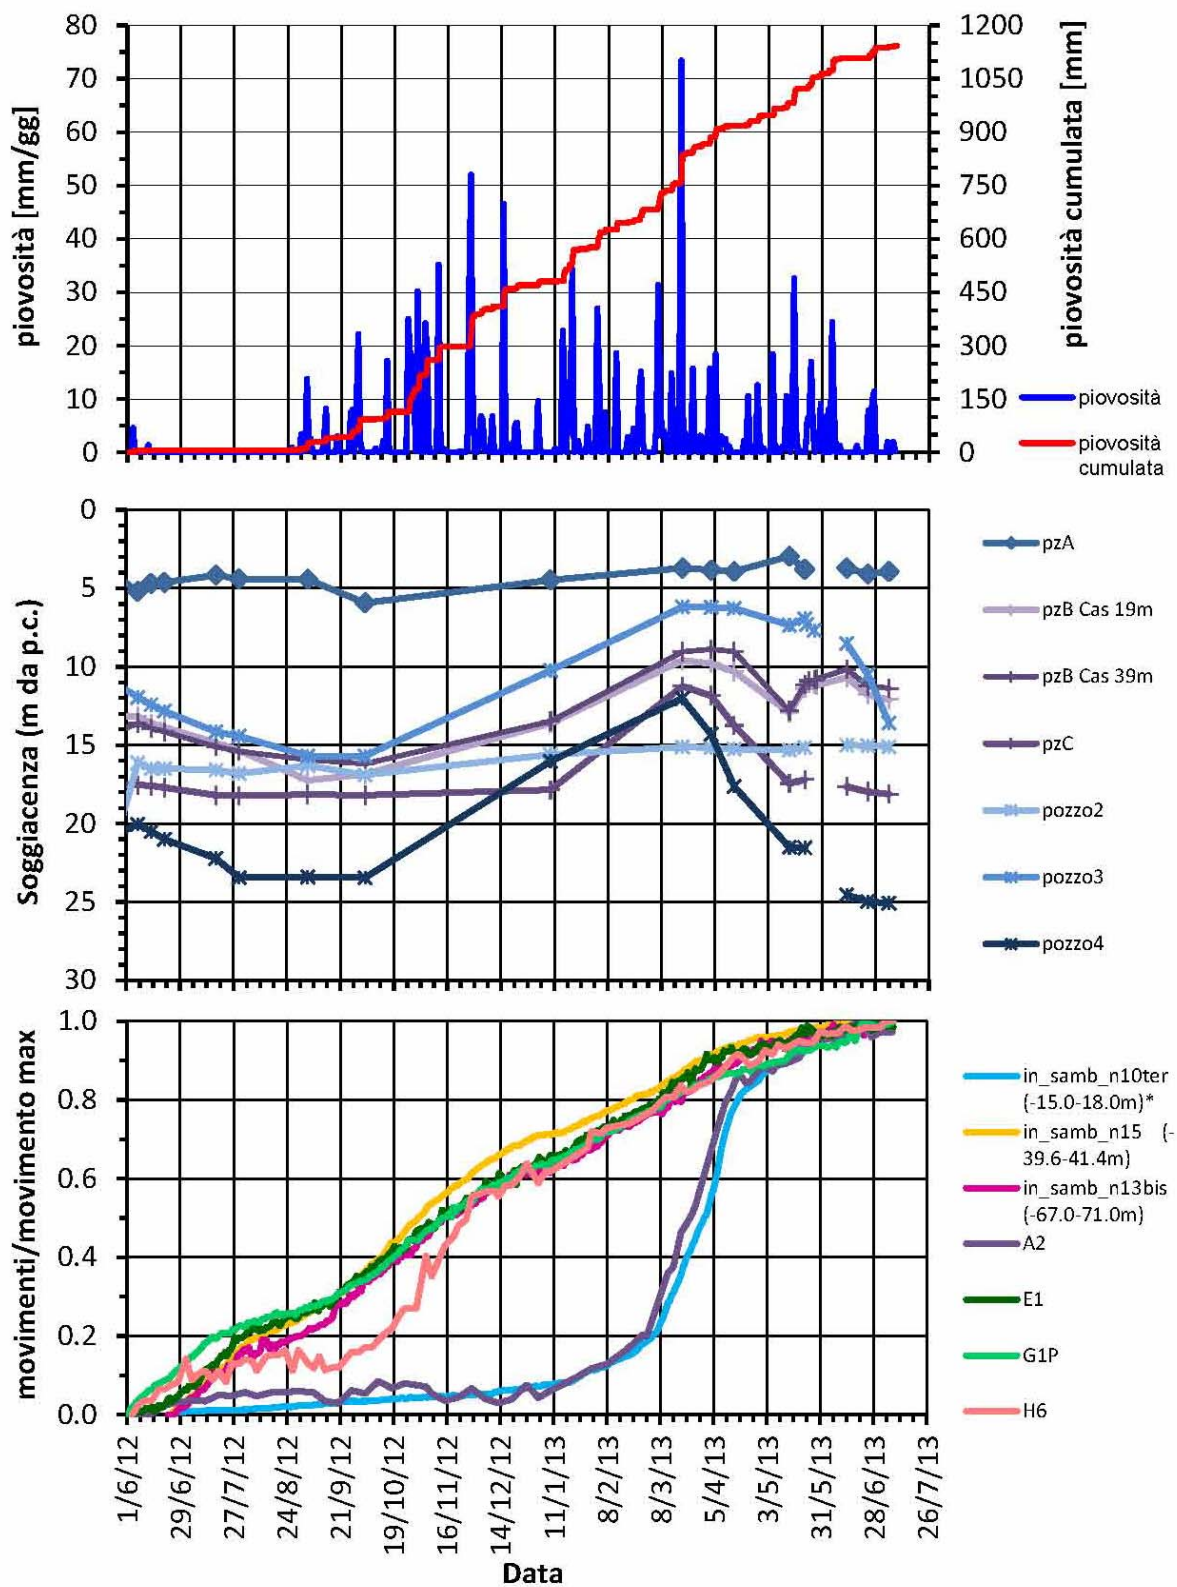 piovosità [mm/gg]
80
70
60
50
40
30
20
10
0
1200
1050
900
750
600
450
300
150
0
piovosità cumulata [mm]
piovosità
piovosità
cumulata
Soggiacenza (m da p.c.)
0
5
10
15
20
25
30
pzA
pzB Cas 19m
pzB Cas 39m
pzC
pozzo2
pozzo3
pozzo4
movimenti/movimento max
1.0
0.8
0.6
0.4
0.2
0.0
in_samb_n10ter
(-15.0-18.0m)*
in_samb_n15 (-
39.6-41.4m)
in_samb_n13bis
(-67.0-71.0m)
A2
E1
G1P
H6
1/6/12
29/6/12
27/7/12
24/8/12
21/9/12
19/10/12
16/11/12
14/12/12
11/1/13
8/2/13
8/3/13
5/4/13
3/5/13
31/5/13
28/6/13
26/7/13
Data